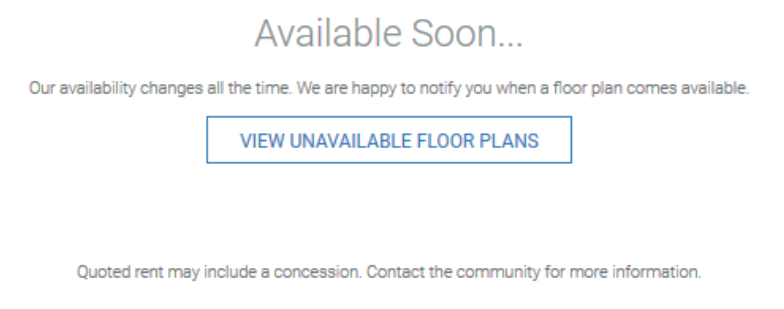 Available Soon...
Our availability changes all the time. We are happy to notify you when a floor plan comes available.
VIEW UNAVAILABLE FLOOR PLANS
Quoted rent may include a concession. Contact the community for more information.